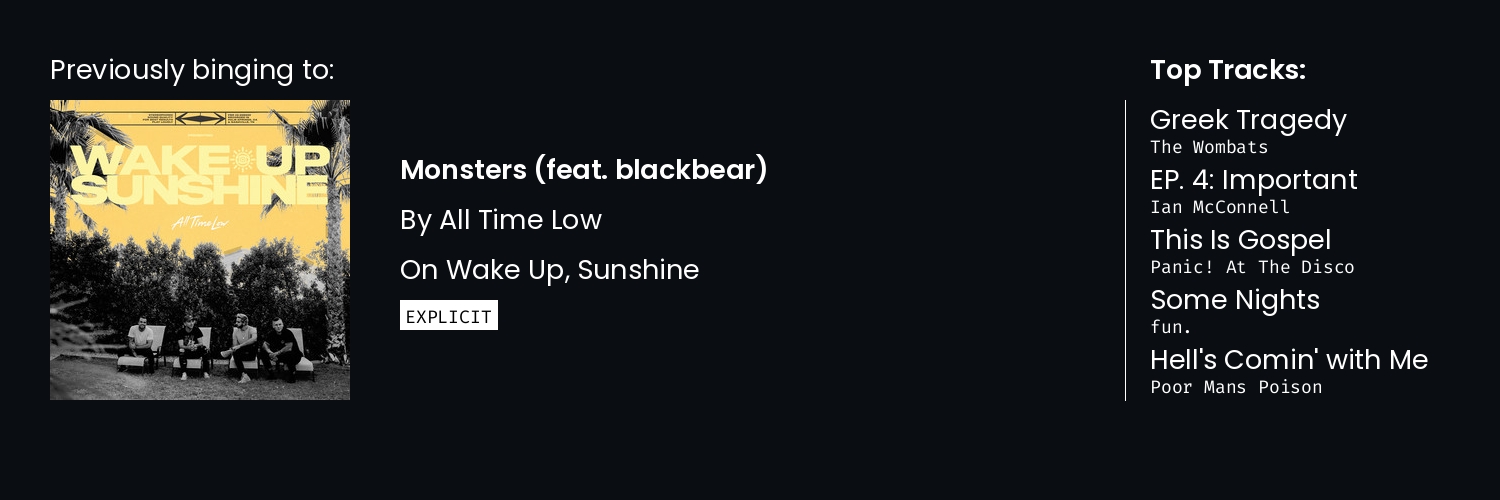 Previously binging to:
WAKE UP
SUNSHINE
All Time Low
Monsters (feat. blackbear)
By All Time Low
On Wake Up, Sunshine
EXPLICIT
Top Tracks:
Greek Tragedy
The Wombats
EP. 4: Important
Ian McConnell
This Is Gospel
Panic! At The Disco
Some Nights
fun.
Hell's Comin' with Me
Poor Mans Poison